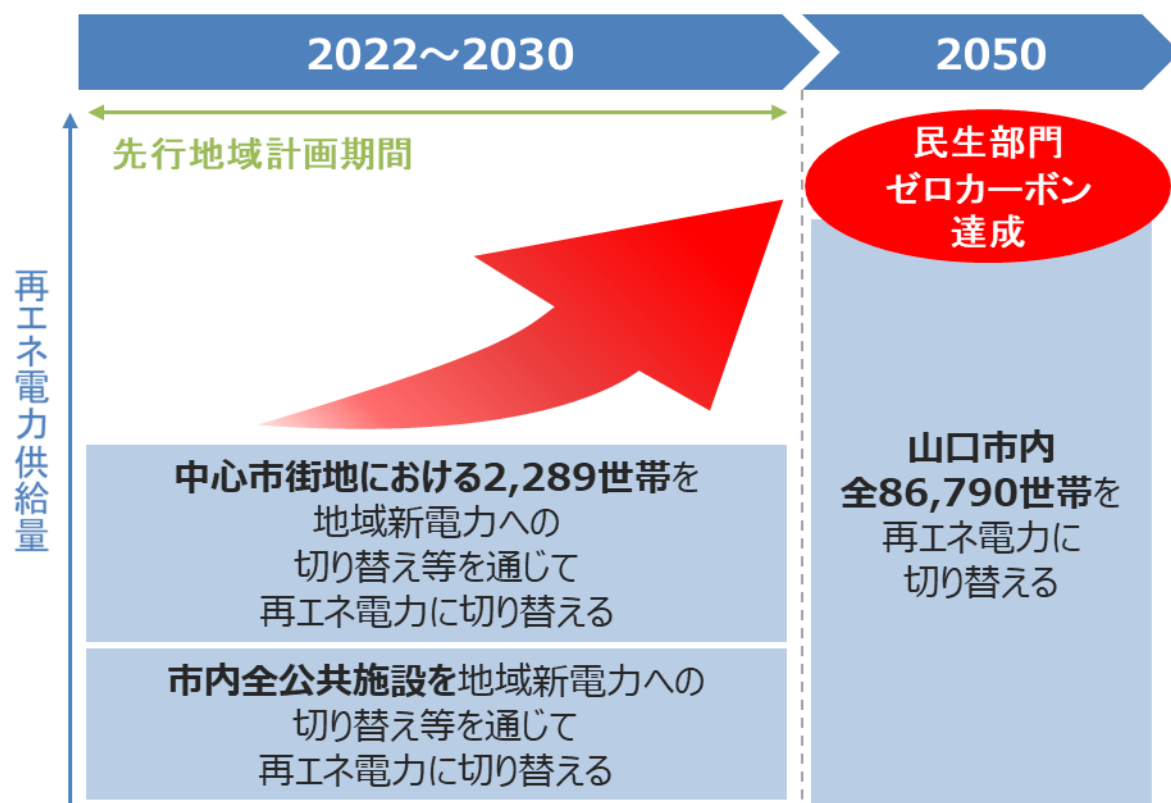 2022～2030
2050
先行地域計画期間
民生部門
ゼロカーボン
達成
再エネ電力供給量
中心市街地における2,289世帯を
地域新電力への
切り替え等を通じて
再エネ電力に切り替える
市内全公共施設を地域新電力への
切り替え等を通じて
再エネ電力に切り替える
山口市内
全86,790世帯を
再エネ電力に
切り替える